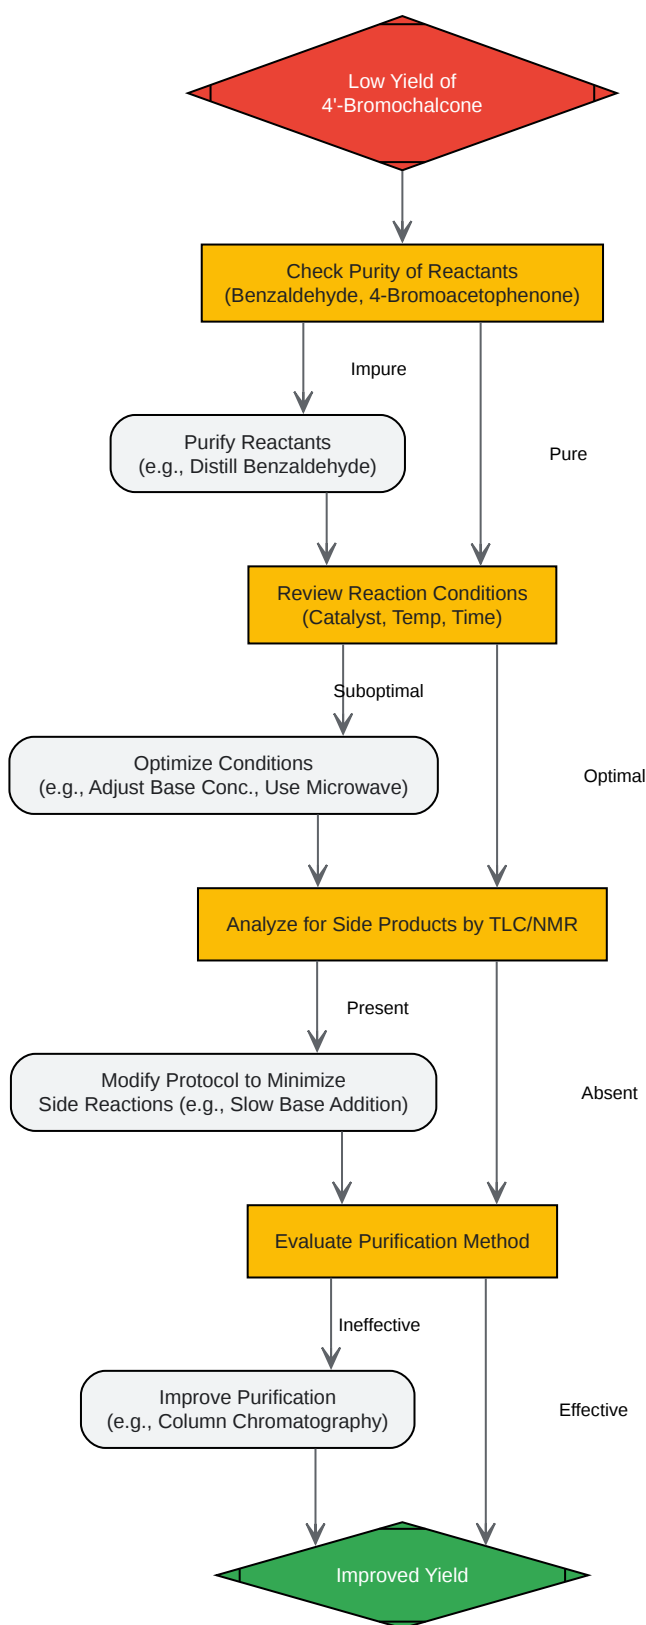 Low Yield of
4'-Bromochalcone
Check Purity of Reactants
(Benzaldehyde, 4-Bromoacetophenone)
Impure
Purify Reactants
(e.g., Distill Benzaldehyde)
Pure
Review Reaction Conditions
(Catalyst, Temp, Time)
Suboptimal
Optimize Conditions
(e.g., Adjust Base Conc., Use Microwave)
Optimal
Analyze for Side Products by TLC/NMR
Present
Modify Protocol to Minimize
Side Reactions (e.g., Slow Base Addition)
Absent
Evaluate Purification Method
Ineffective
Improve Purification
(e.g., Column Chromatography)
Effective
Improved Yield